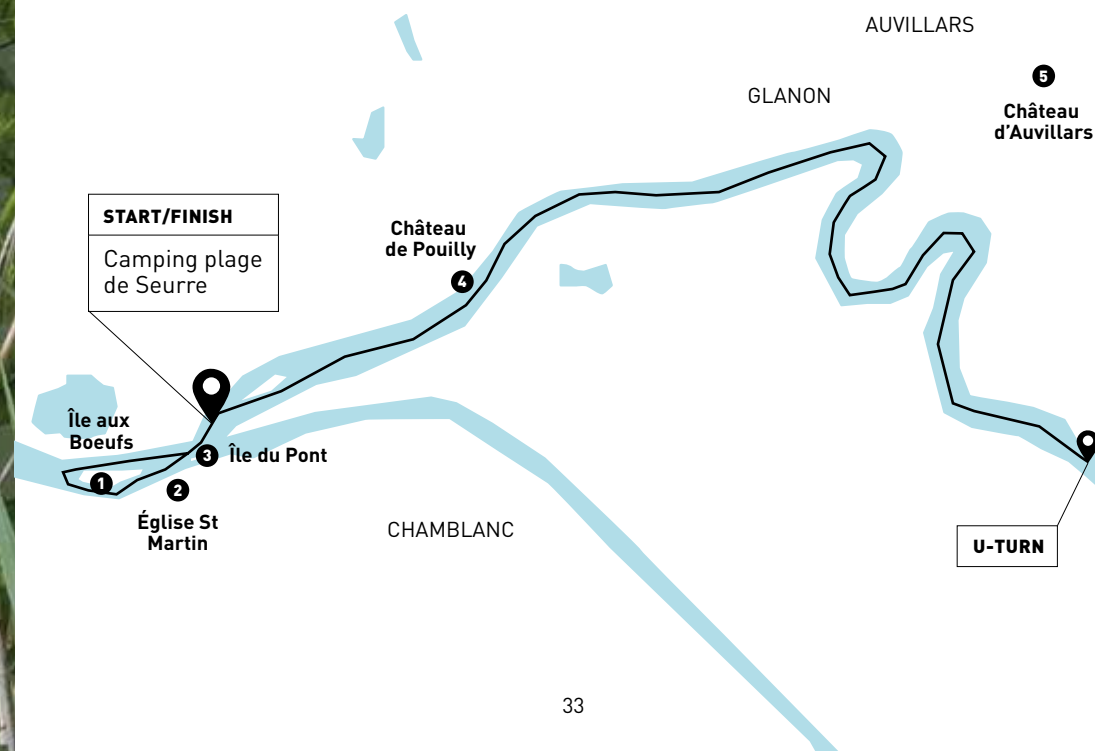 AUVILLARS
5
GLANON
Château
d'Auvillars
START/FINISH
Camping plage
de Seurre
Château
de Pouilly
4
Île aux
Boeufs
3
Île du Pont
1
2
Église St
Martin
CHAMBLANC
U-TURN
33